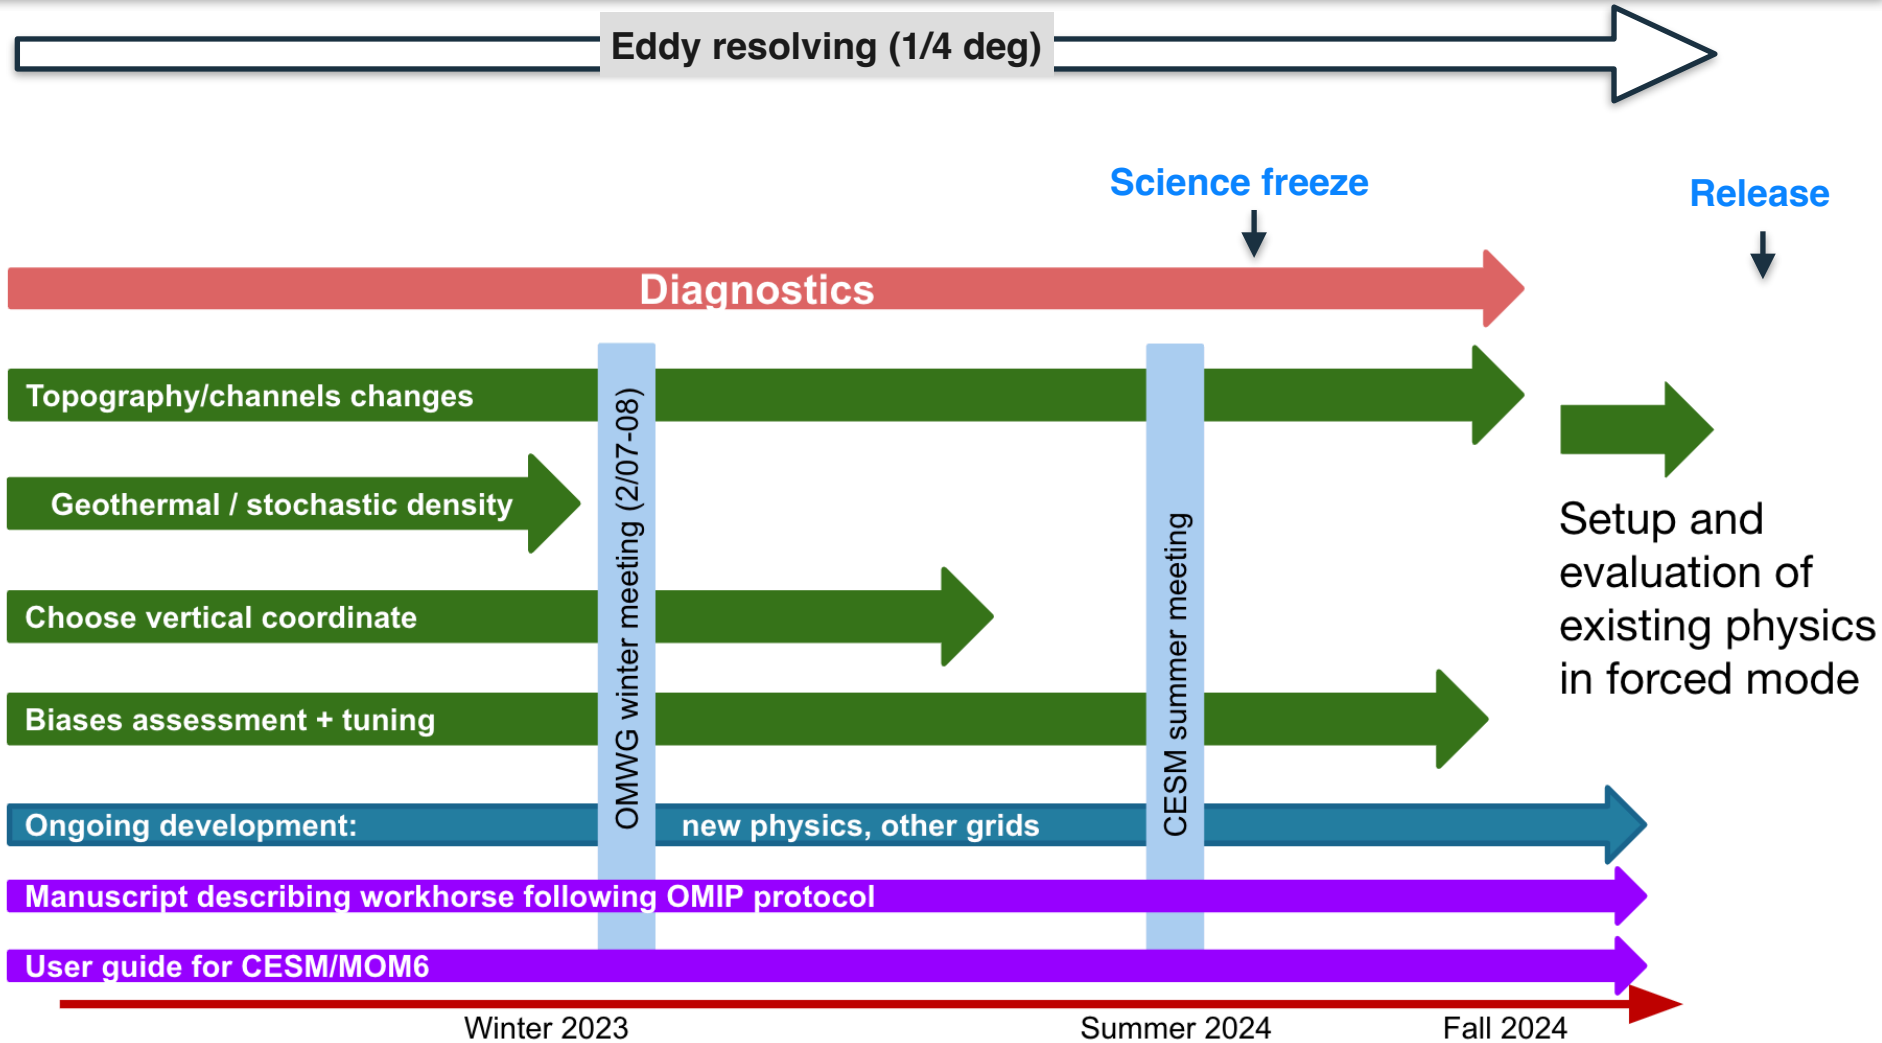 Eddy resolving (1/4 deg)
Science freeze
Release
Diagnostics
Topography/channels changes
Geothermal / stochastic density
Choose vertical coordinate
Biases assessment + tuning
OMWG winter meeting (2/07-08)
CESM summer meeting
Setup and
evaluation of
existing physics
in forced mode
Ongoing development: new physics, other grids
Manuscript describing workhorse following OMIP protocol
User guide for CESM/MOM6
Winter 2023
Summer 2024
Fall 2024